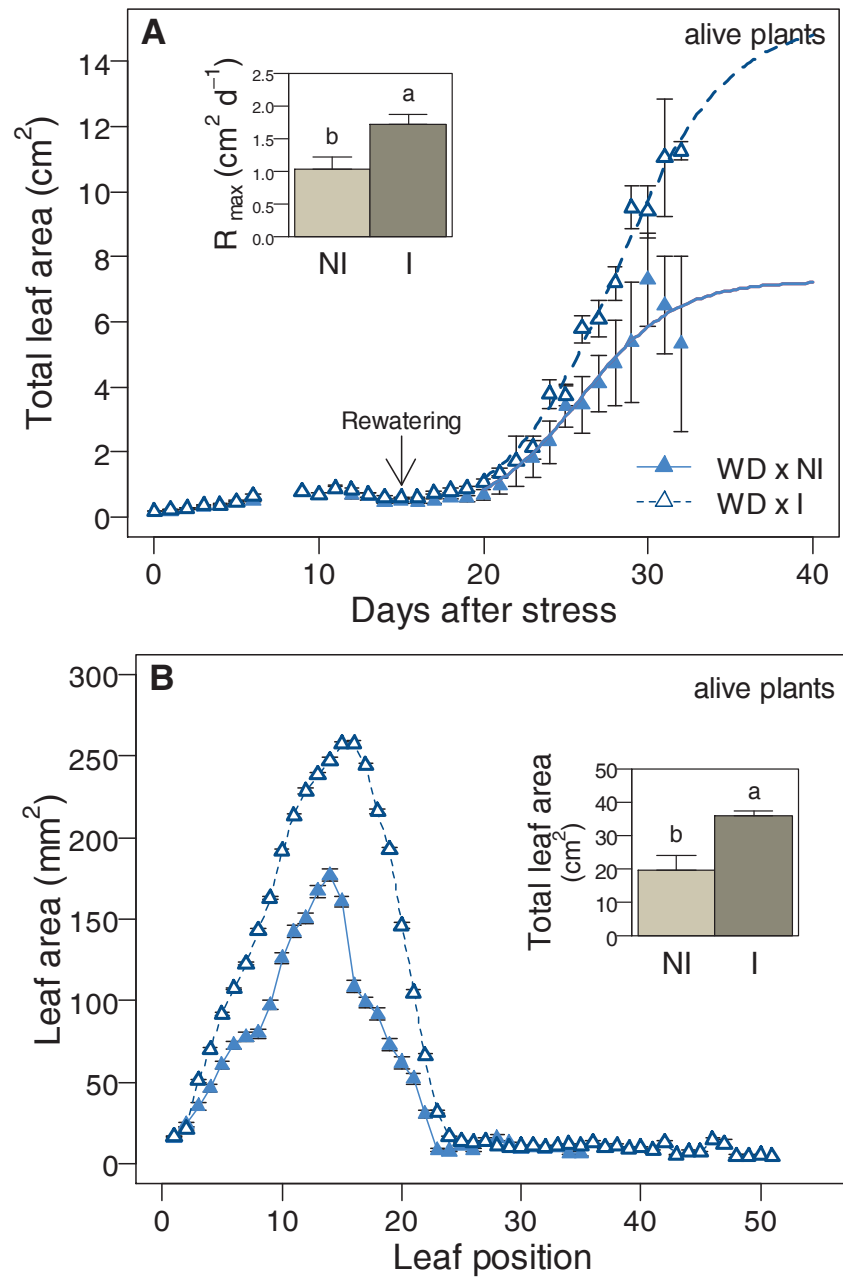 A
alive plants
Total leaf area (cm²)
14
12
10
8
6
4
2
0
R max (cm² d⁻¹)
2.5
2.0
1.5
1.0
0.5
0.0
b
a
NI
I
Rewatering
WD x NI
WD x I
0
10
20
30
40
Days after stress
B
alive plants
Leaf area (mm²)
300
250
200
150
100
50
0
Total leaf area
(cm²)
50
40
30
20
10
0
b
a
NI
I
0
10
20
30
40
50
Leaf position